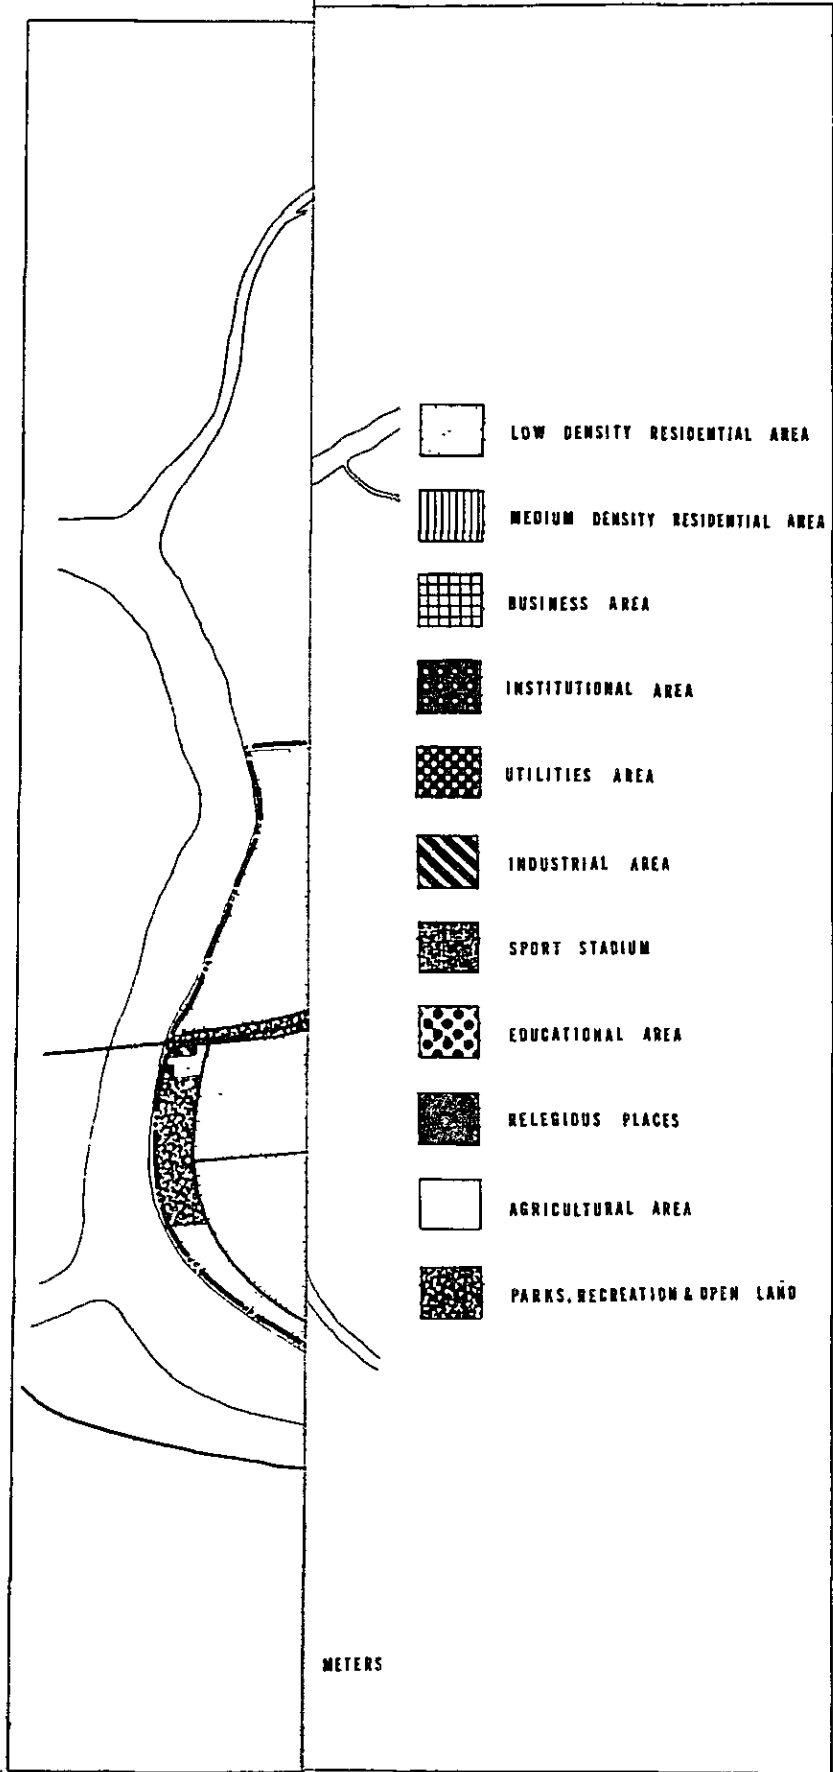 LOW DENSITY RESIDENTIAL AREA
MEDIUM DENSITY RESIDENTIAL AREA
BUSINESS AREA
INSTITUTIONAL AREA
UTILITIES AREA
INDUSTRIAL AREA
SPORT STADIUM
EDUCATIONAL AREA
RELEGIOUS PLACES
AGRICULTURAL AREA
PARKS, RECREATION & OPEN LAND
METERS